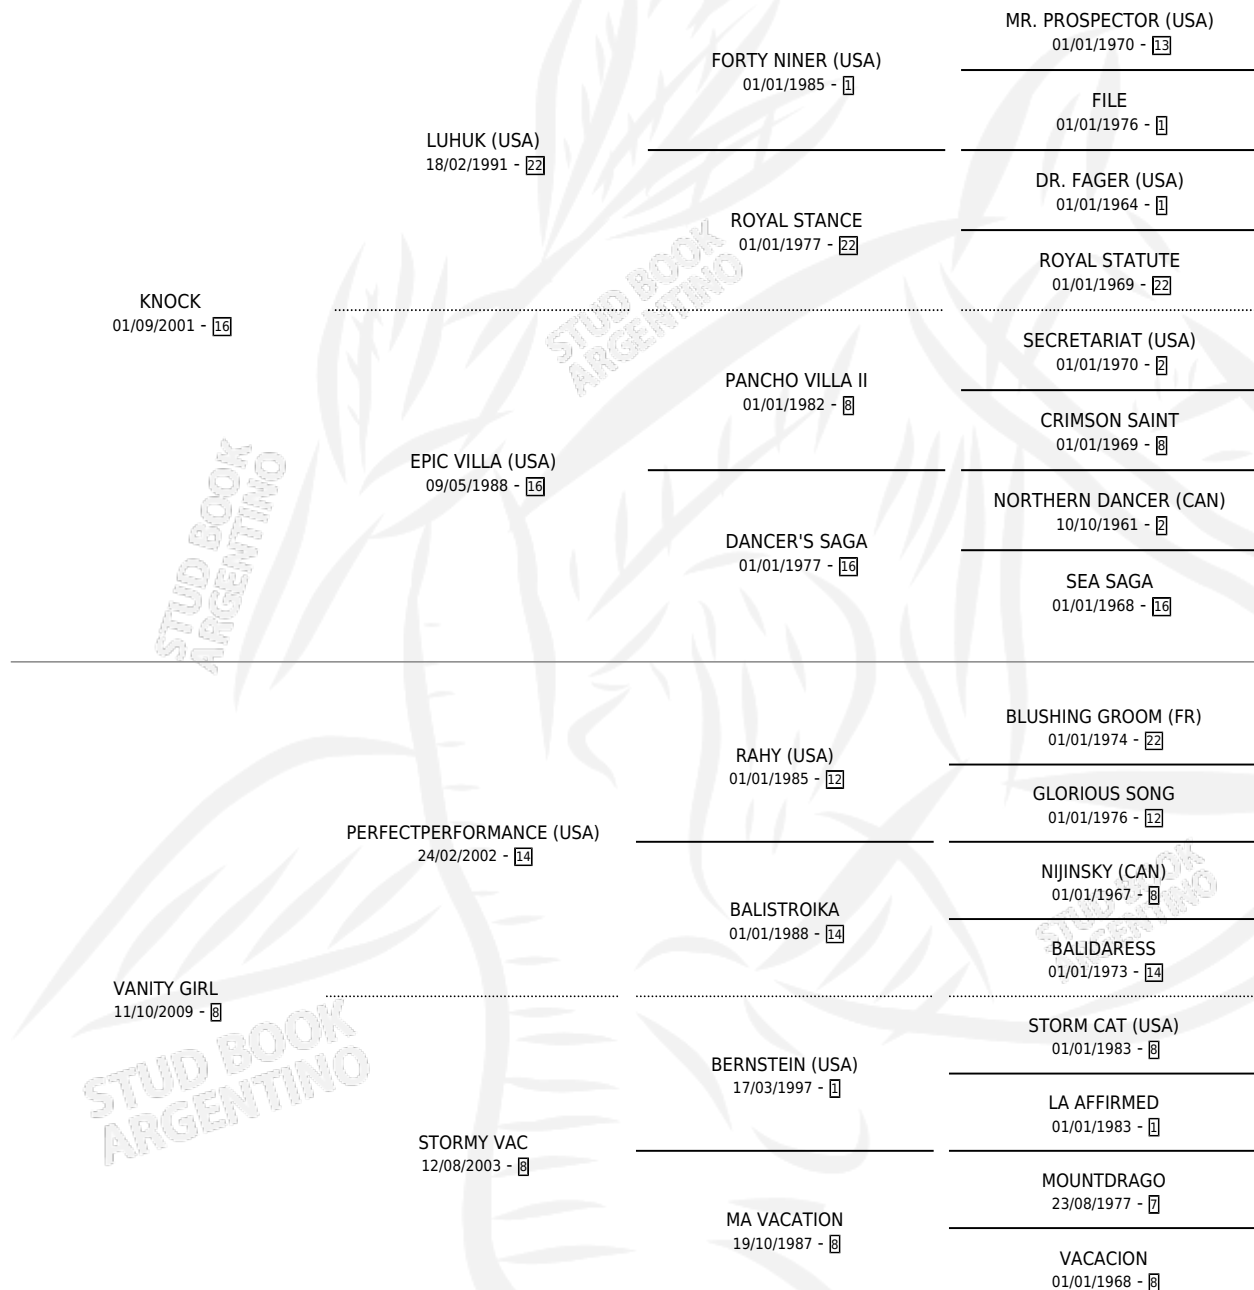 MR. PROSPECTOR (USA)
01/01/1970 - 13
FORTY NINER (USA)
01/01/1985 - 1
FILE
01/01/1976 - 1
LUHUK (USA)
18/02/1991 - 22
DR. FAGER (USA)
01/01/1964 - 1
ROYAL STANCE
01/01/1977 - 22
ROYAL STATUTE
01/01/1969 - 22
KNOCK
01/09/2001 - 16
SECRETARIAT (USA)
01/01/1970 - 2
PANCHO VILLA II
01/01/1982 - 8
CRIMSON SAINT
01/01/1969 - 8
EPIC VILLA (USA)
09/05/1988 - 16
NORTHERN DANCER (CAN)
10/10/1961 - 2
DANCER'S SAGA
01/01/1977 - 16
SEA SAGA
01/01/1968 - 16
BLUSHING GROOM (FR)
01/01/1974 - 22
RAHY (USA)
01/01/1985 - 12
GLORIOUS SONG
01/01/1976 - 12
PERFECTPERFORMANCE (USA)
24/02/2002 - 14
NIJINSKY (CAN)
01/01/1967 - 8
BALISTROIKA
01/01/1988 - 14
BALIDARESS
01/01/1973 - 14
VANITY GIRL
11/10/2009 - 8
STORM CAT (USA)
01/01/1983 - 8
BERNSTEIN (USA)
17/03/1997 - 1
LA AFFIRMED
01/01/1983 - 1
STORMY VAC
12/08/2003 - 8
MOUNTDRAGO
23/08/1977 - 7
MA VACATION
19/10/1987 - 8
VACACION
01/01/1968 - 8
STUD BOOK
ARGENTINO
STUD BOOK
ARGENTINO
STUD BOOK
ARGENTINO
STUD BOOK
ARGENTINO